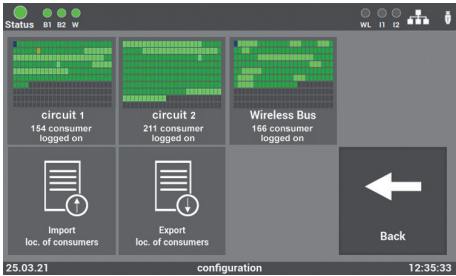 Status B1 B2 W WL I1 I2
circuit 1
154 consumer
logged on
circuit 2
211 consumer
logged on
Wireless Bus
166 consumer
logged on
Import
loc. of consumers
Export
loc. of consumers
Back
25.03.21 configuration 12:35:33